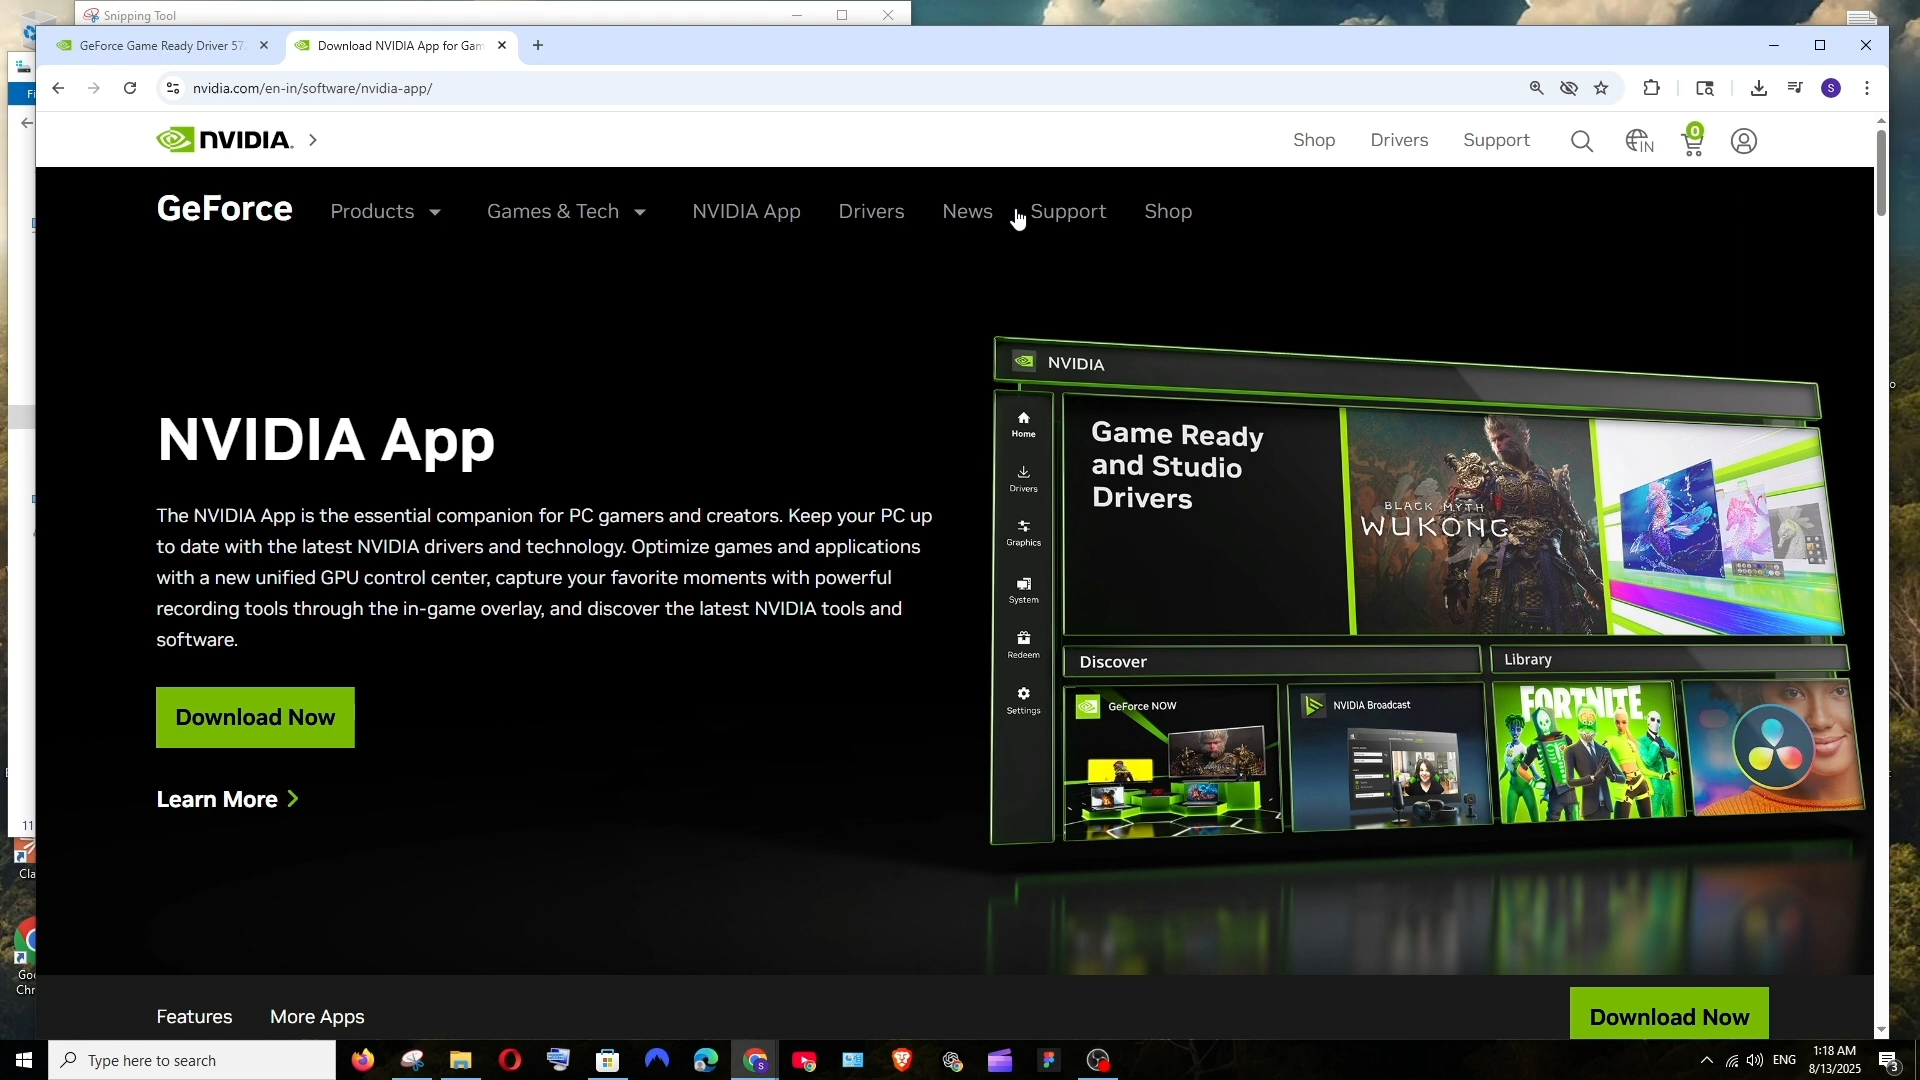 Snipping Tool
GeForce Game Ready Driver 57
Download NVIDIA App for Gam
nvidia.com/en-in/software/nvidia-app/
S
Fi
NVIDIA.
Shop
Drivers
Support
IN
0
GeForce
Products
Games & Tech
NVIDIA App
Drivers
News
Support
Shop
NVIDIA App
The NVIDIA App is the essential companion for PC gamers and creators. Keep your PC up
to date with the latest NVIDIA drivers and technology. Optimize games and applications
with a new unified GPU control center, capture your favorite moments with powerful
recording tools through the in-game overlay, and discover the latest NVIDIA tools and
software.
Download Now
Learn More
NVIDIA
Home
Drivers
Graphics
System
Redeem
Settings
Game Ready
and Studio
Drivers
BLACK MYTH
WUKONG
Discover
Library
GeForce NOW
NVIDIA Broadcast
FORTNITE
11
Cla
Goo
Chr
Features
More Apps
Download Now
Type here to search
ENG
1:18 AM
8/13/2025
3